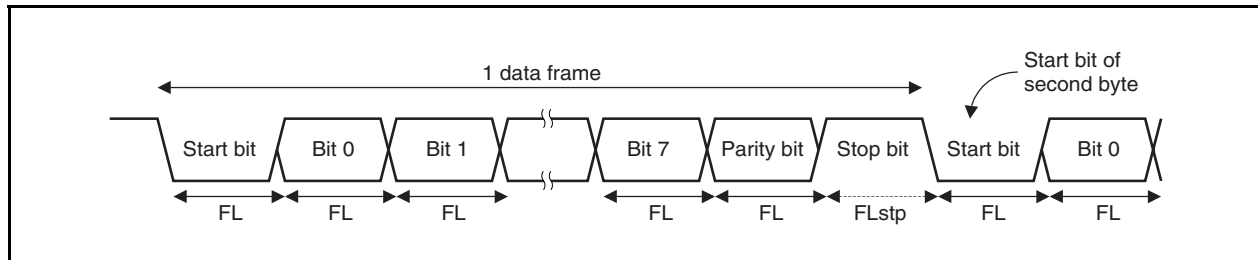 1 data frame
Start bit of
second byte
Start bit Bit 0 Bit 1 Bit 7 Parity bit Stop bit Start bit Bit 0
FL FL FL FL FL FLstp FL FL